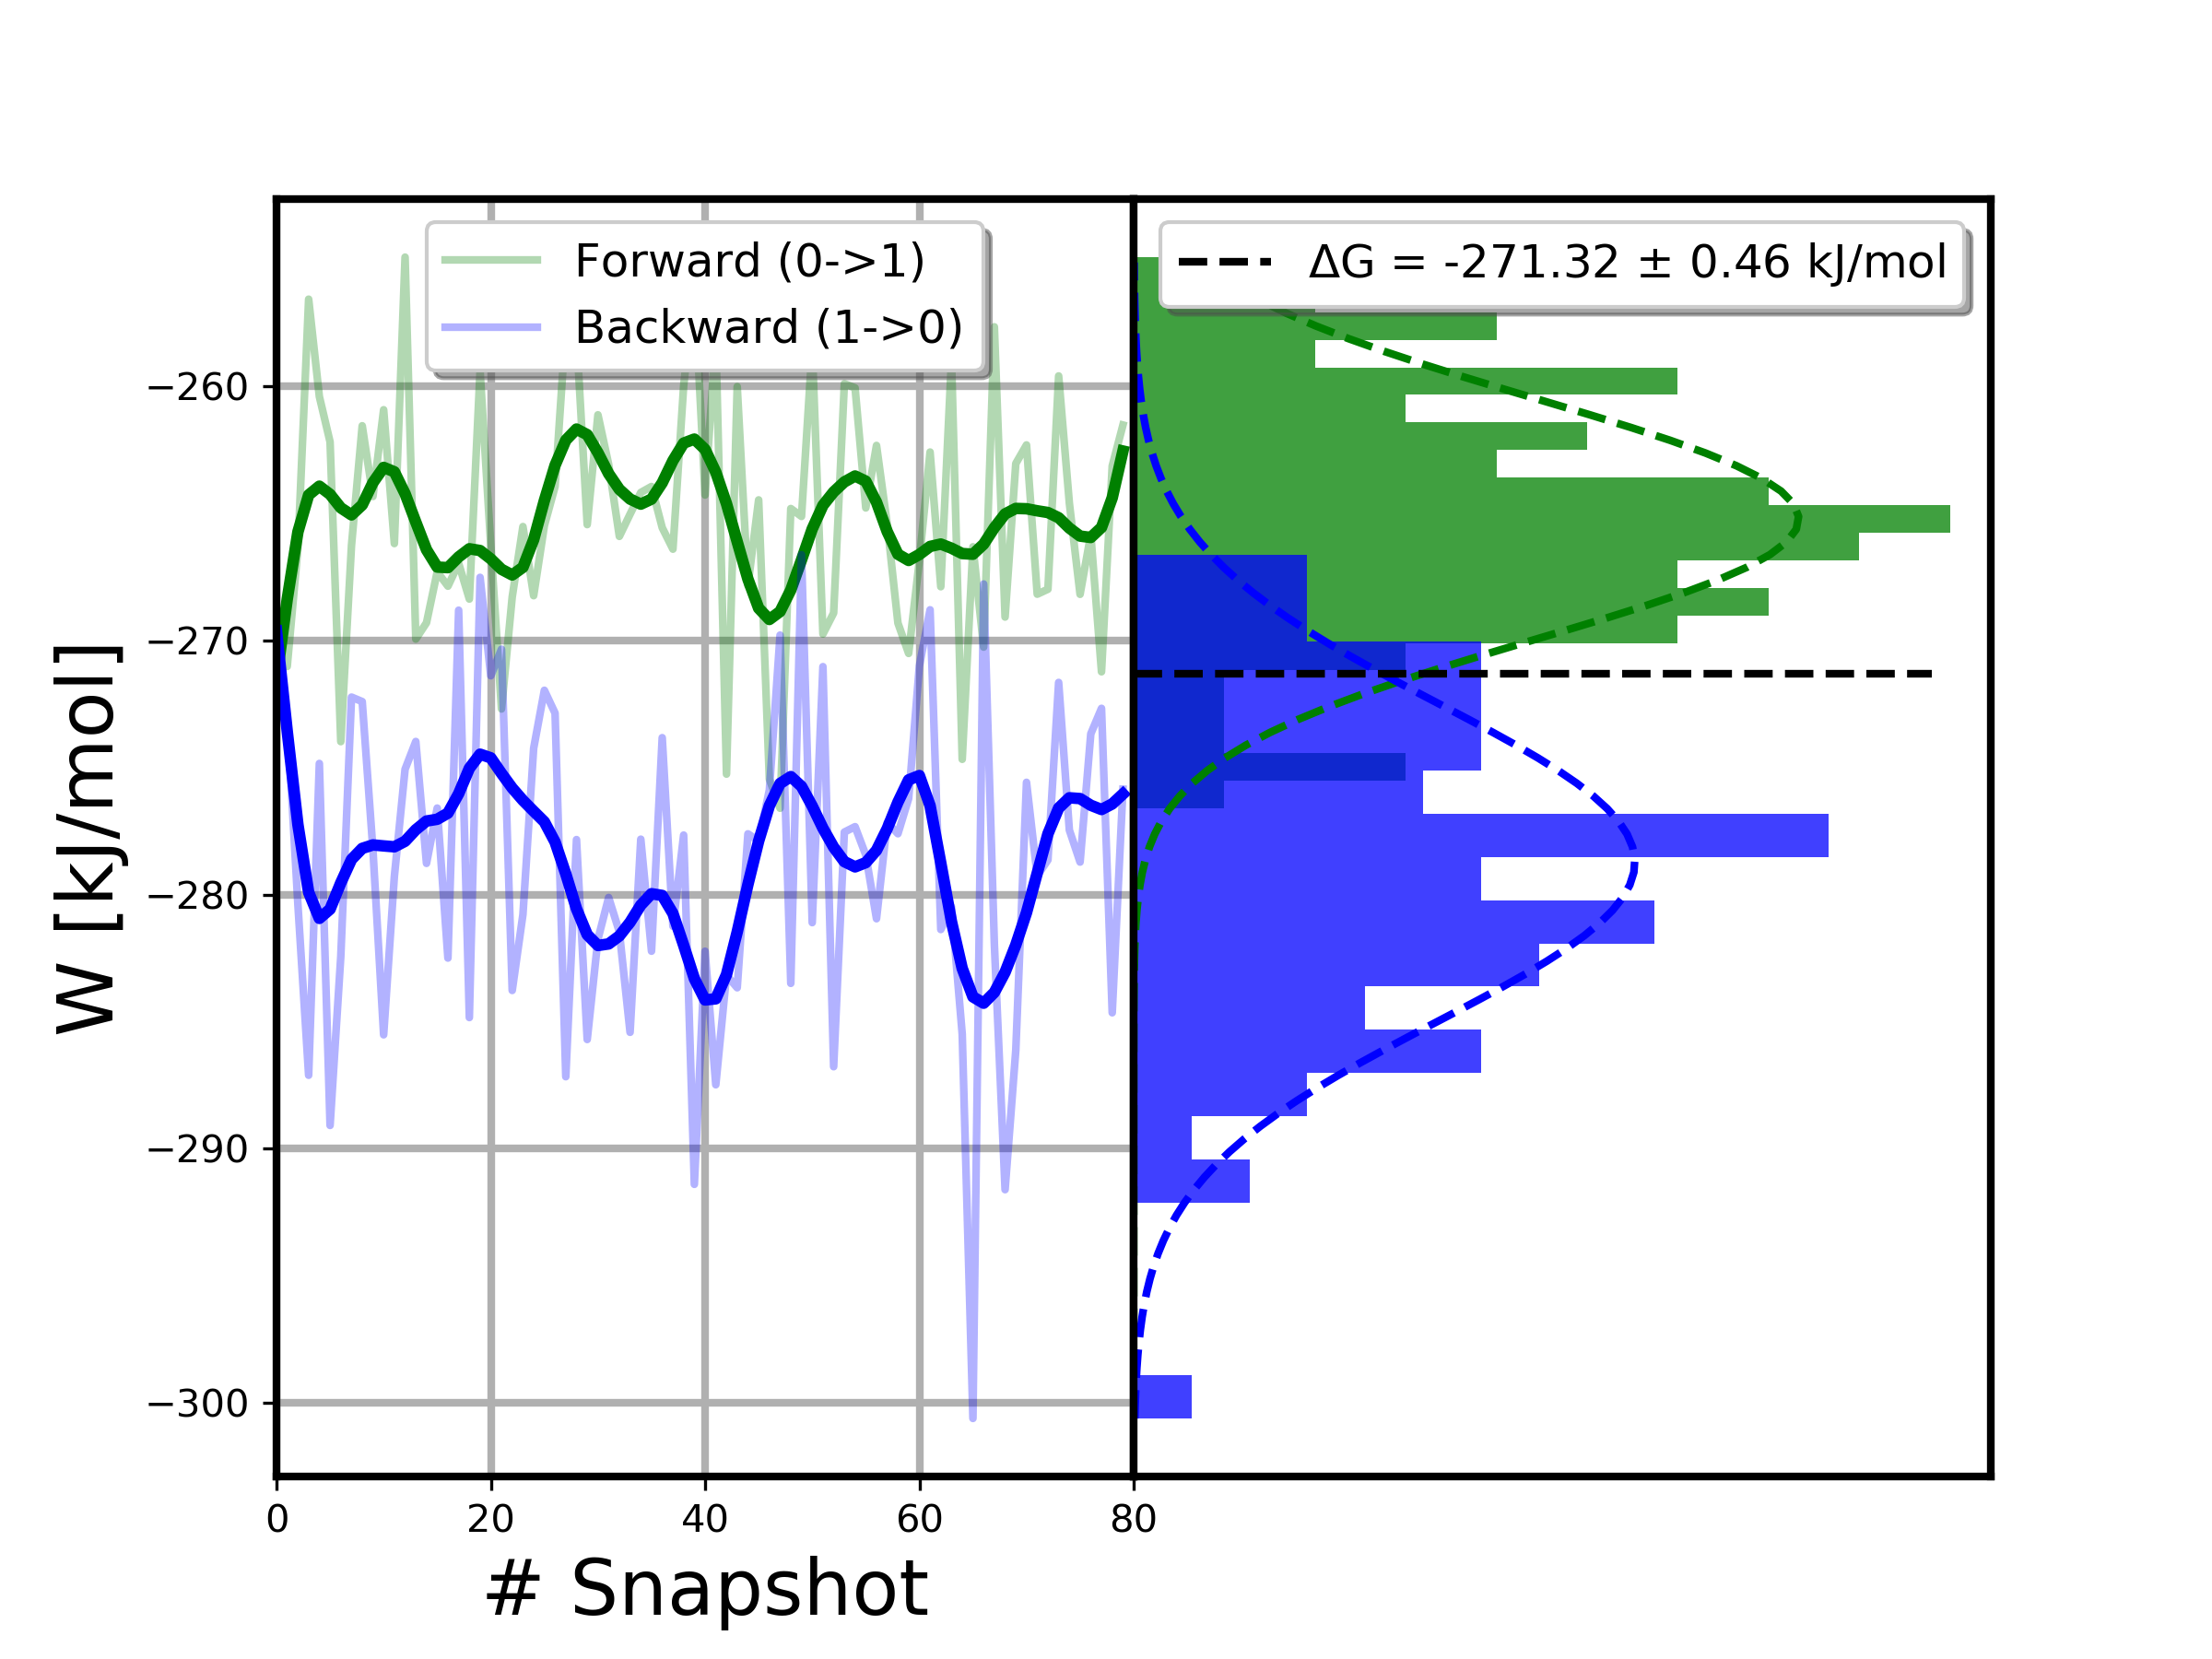 Forward (0->1)
Backward (1->0)
ΔG = -271.32 ± 0.46 kJ/mol
W [kJ/mol]
−260
−270
−280
−290
−300
0 20 40 60 80
# Snapshot